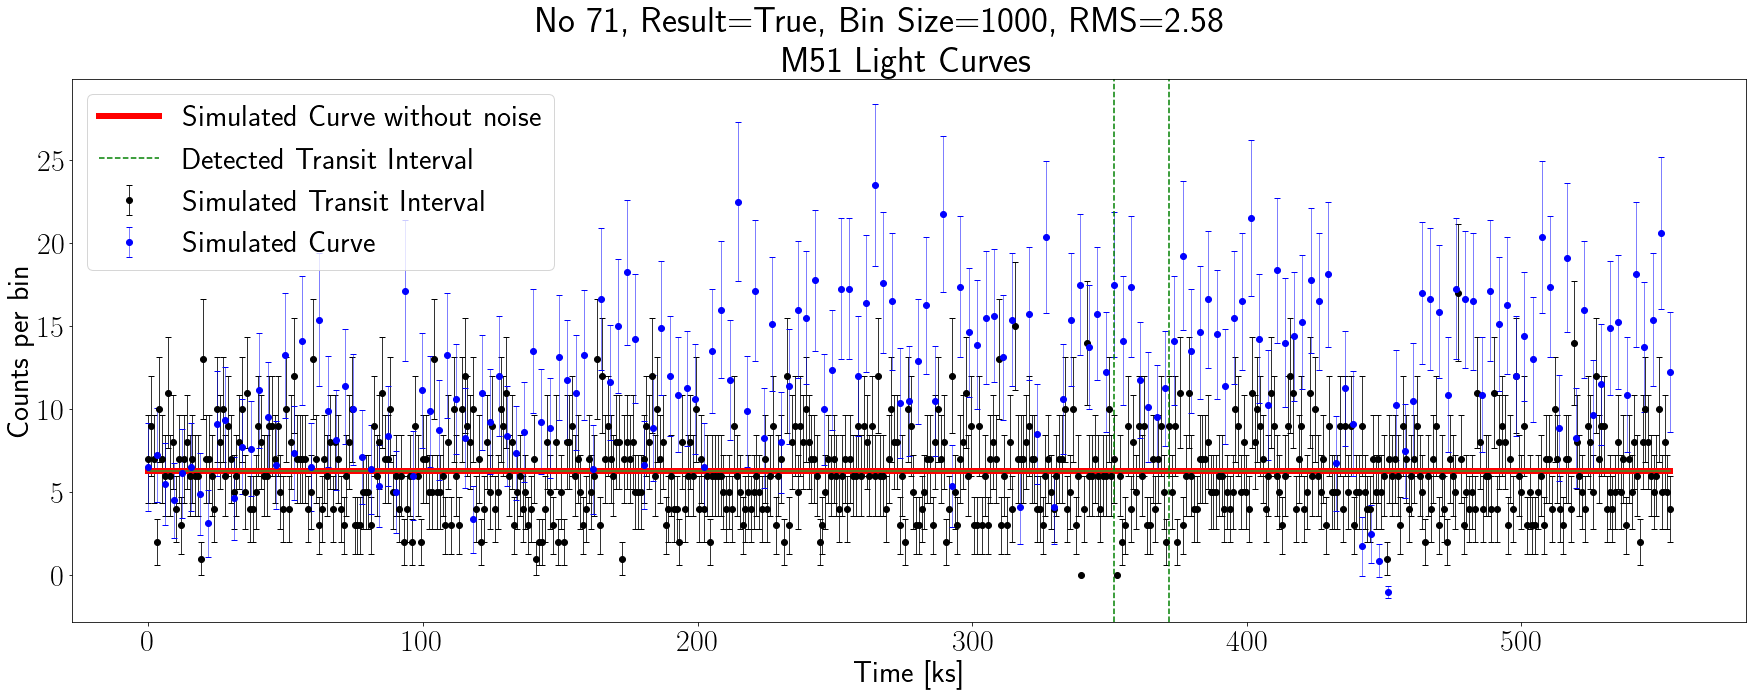 No 71, Result=True, Bin Size=1000, RMS=2.58
M51 Light Curves
Simulated Curve without noise
Detected Transit Interval
Simulated Transit Interval
Simulated Curve
Counts per bin
25
20
15
10
5
0
0 100 200 300 400 500
Time [ks]